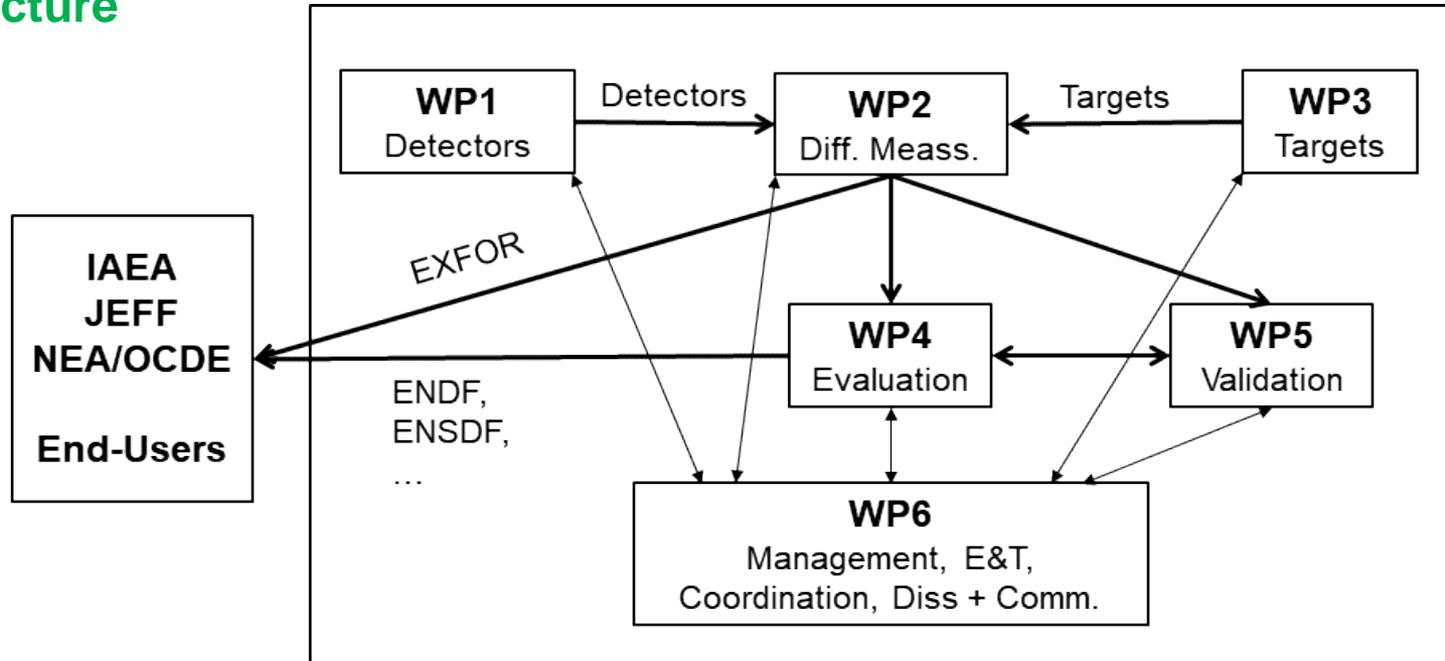 cture
WP1
Detectors
Detectors
WP2
Diff. Meass.
Targets
WP3
Targets
IAEA
JEFF
NEA/OCDE
End-Users
EXFOR
WP4
Evaluation
WP5
Validation
ENDF,
ENSDF,
...
WP6
Management, E&T,
Coordination, Diss + Comm.